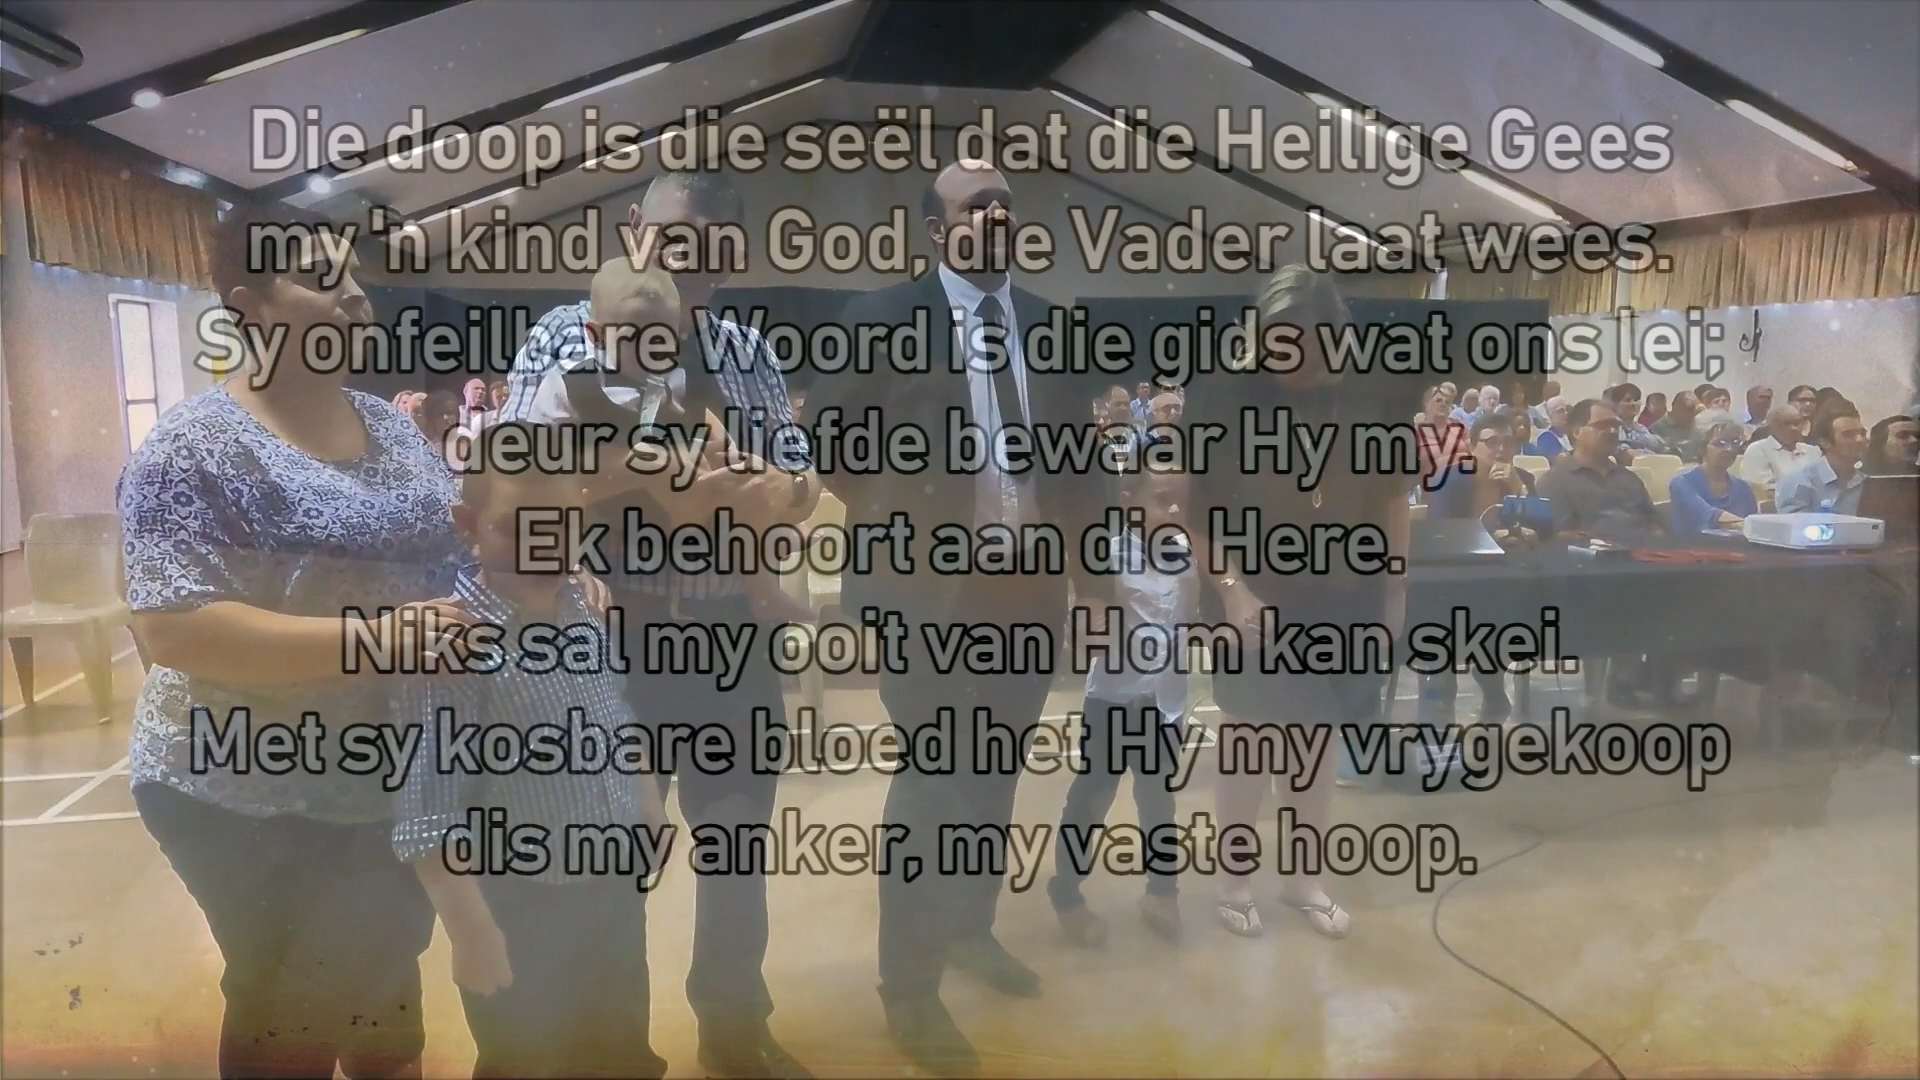 Die doop is die seël dat die Heilige Gees
my 'n kind van God, die Vader laat wees.
Sy onfeilbare Woord is die gids wat ons lei;
deur sy liefde bewaar Hy my.
Ek behoort aan die Here.
Niks sal my ooit van Hom kan skei.
Met sy kosbare bloed het Hy my vrygekoop
dis my anker, my vaste hoop.